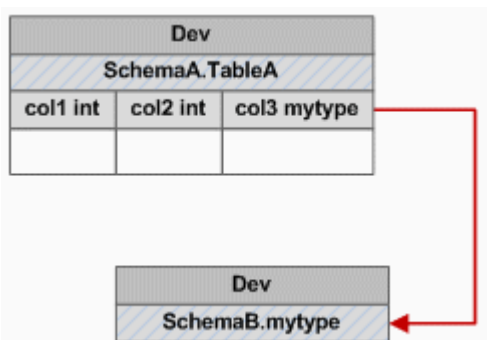 Dev
SchemaA.TableA
col1 int col2 int col3 mytype
Dev
SchemaB.mytype